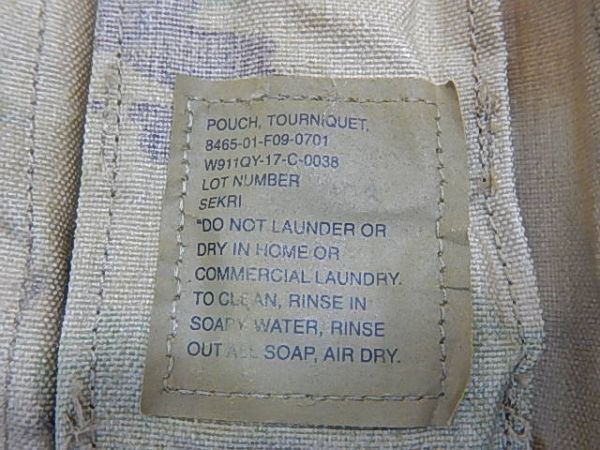 POUCH, TOURNIQUET,
8465-01-F09-0701
W911QY-17-C-0038
LOT NUMBER
SEKRI
"DO NOT LAUNDER OR
DRY IN HOME OR
COMMERCIAL LAUNDRY.
TO CLEAN, RINSE IN
SOAPY WATER, RINSE
OUT ALL SOAP, AIR DRY.